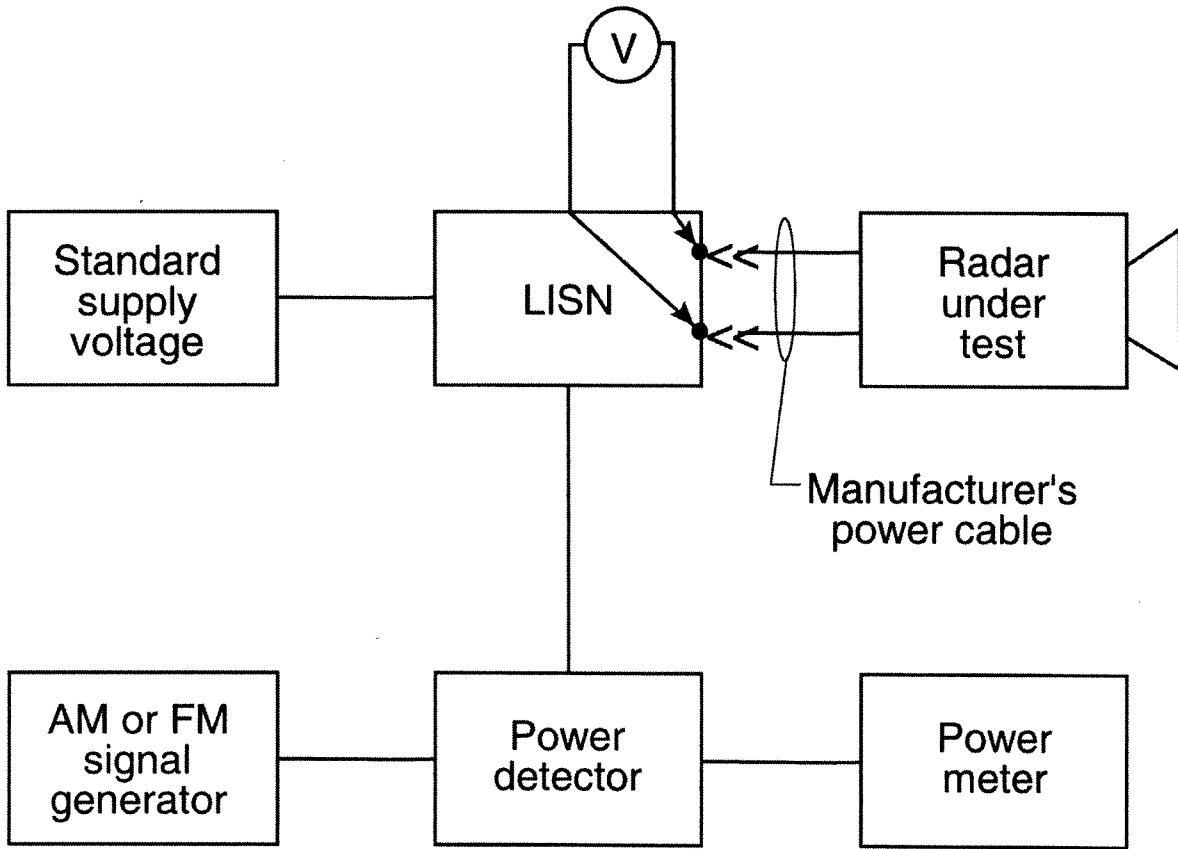 V
Standard
supply
voltage
LISN
Radar
under
test
Manufacturer's
power cable
AM or FM
signal
generator
Power
detector
Power
meter